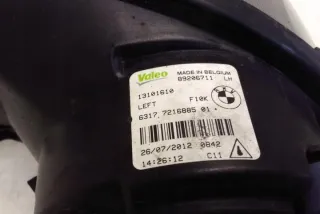 Valeo MADE IN BELGIUM
89206711 LH
13101610
LEFT F10K
6317.7216885 01
26/07/2012 0842
14:26:12 C11